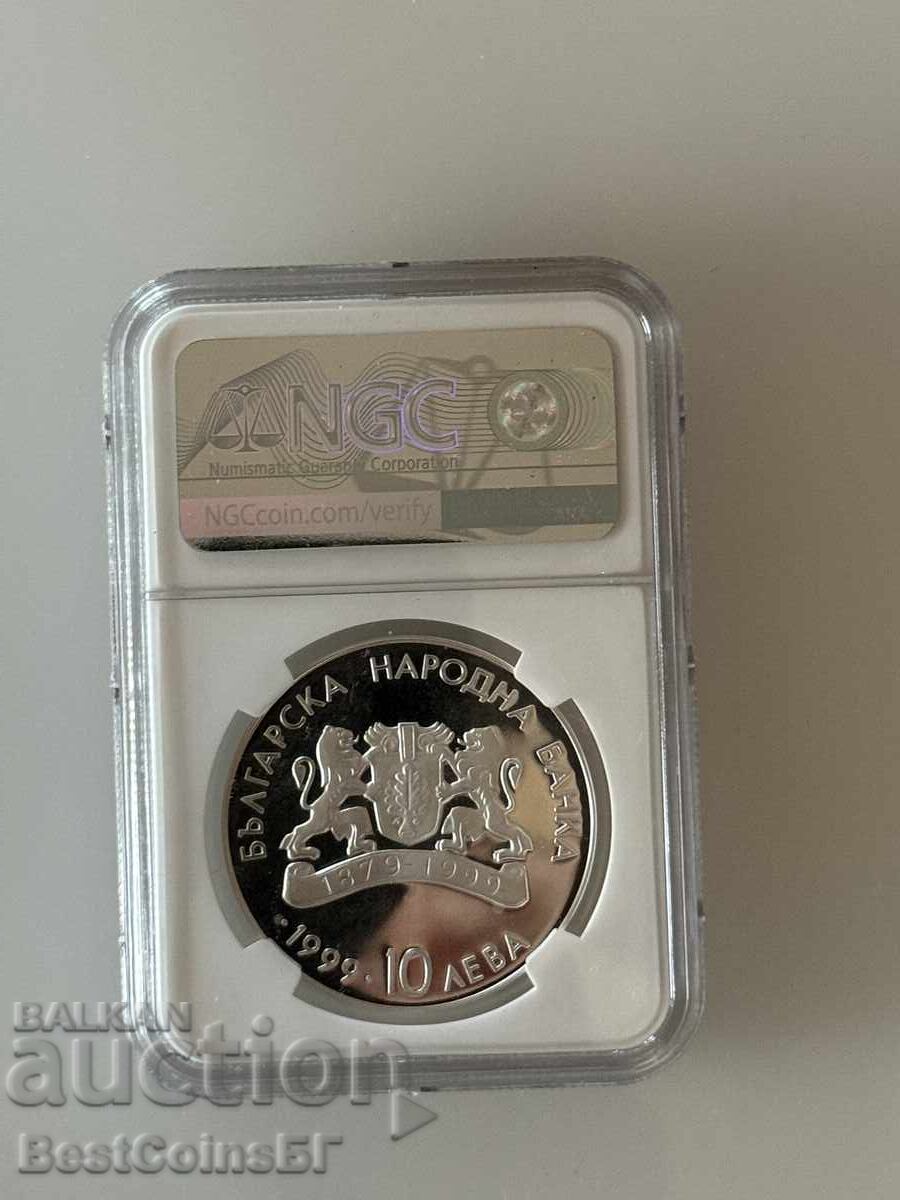 NGC
Numismatic Guaranty Corporation
NGCcoin.com/verify
БЪЛГАРСКА НАРОДНА БАНКА
1879-1999
· 1999 · 10 ЛЕВА
BALKAN
auction
BestCoinsБГ